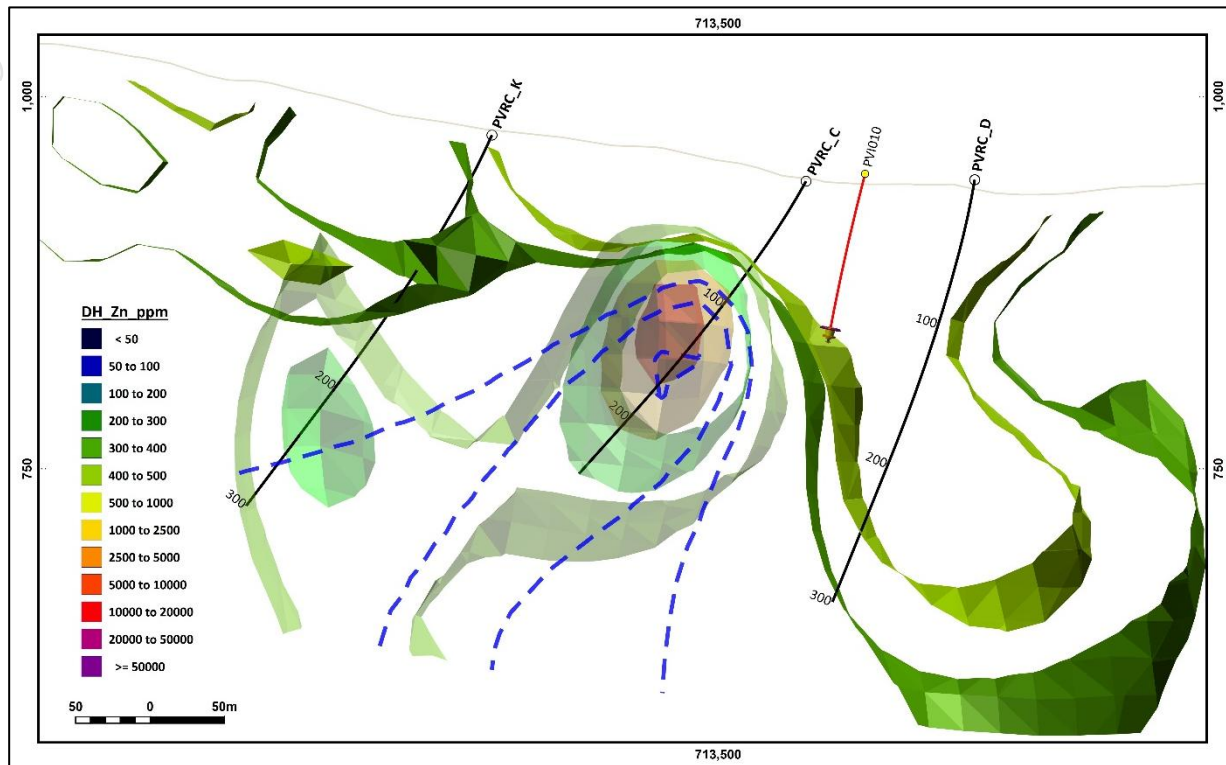 713,500
1,000
1,000
PVRC_K
PVRC_C
PVI010
PVRC_D
100
100
200
200
200
300
300
750
750
DH_Zn_ppm
< 50
50 to 100
100 to 200
200 to 300
300 to 400
400 to 500
500 to 1000
1000 to 2500
2500 to 5000
5000 to 10000
10000 to 20000
20000 to 50000
>= 50000
50 0 50m
713,500